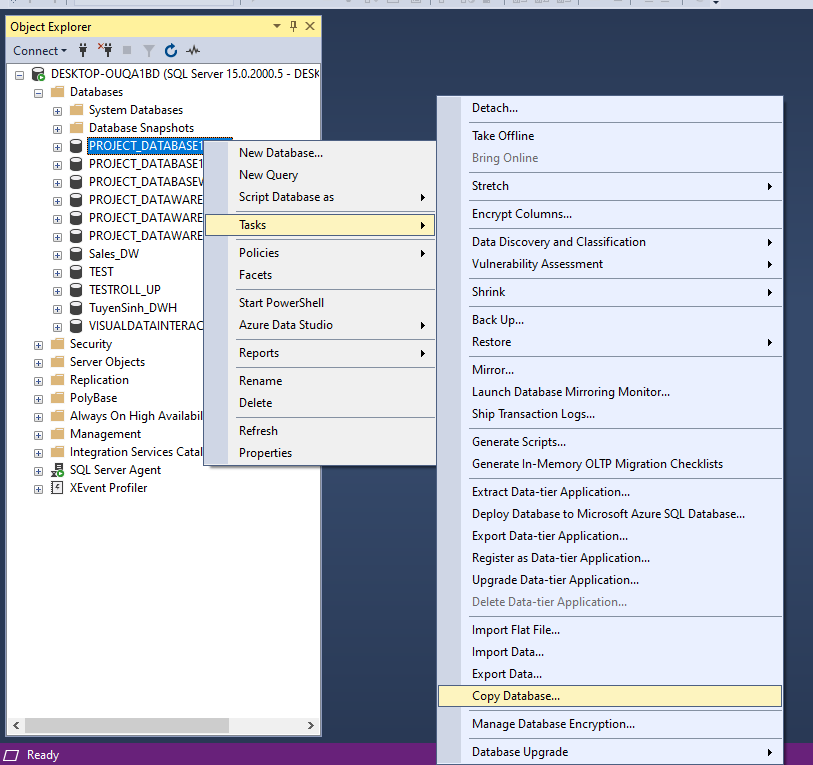 Object Explorer
Connect
DESKTOP-OUQA1BD (SQL Server 15.0.2000.5 - DESK
Databases
System Databases
Database Snapshots
PROJECT_DATABASE1
PROJECT_DATABASE1
PROJECT_DATABASEW
PROJECT_DATAWARE
PROJECT_DATAWARE
PROJECT_DATAWARE
Sales_DW
TEST
TESTROLL_UP
TuyenSinh_DWH
VISUALDATAINTERAC
Security
Server Objects
Replication
PolyBase
Always On High Availabil
Management
Integration Services Catal
SQL Server Agent
XEvent Profiler
New Database...
New Query
Script Database as
Tasks
Policies
Facets
Start PowerShell
Azure Data Studio
Reports
Rename
Delete
Refresh
Properties
Detach...
Take Offline
Bring Online
Stretch
Encrypt Columns...
Data Discovery and Classification
Vulnerability Assessment
Shrink
Back Up...
Restore
Mirror...
Launch Database Mirroring Monitor...
Ship Transaction Logs...
Generate Scripts...
Generate In-Memory OLTP Migration Checklists
Extract Data-tier Application...
Deploy Database to Microsoft Azure SQL Database...
Export Data-tier Application...
Register as Data-tier Application...
Upgrade Data-tier Application...
Delete Data-tier Application...
Import Flat File...
Import Data...
Export Data...
Copy Database...
Manage Database Encryption...
Database Upgrade
Ready